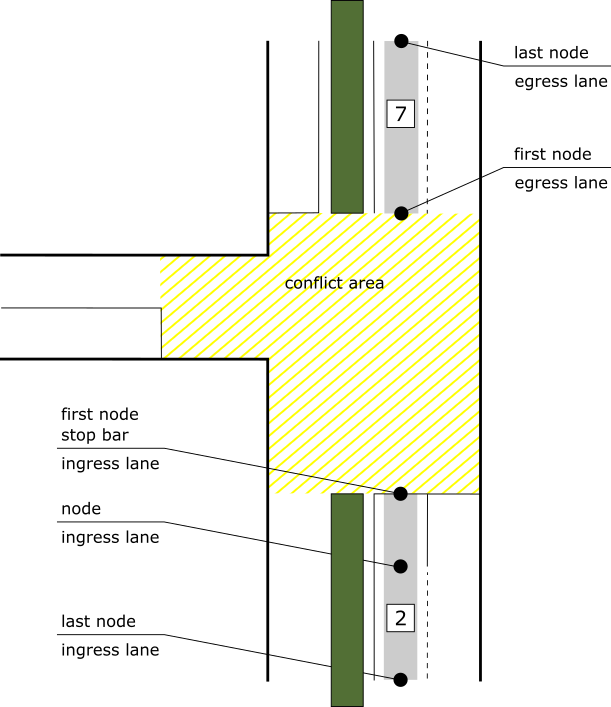 last node
egress lane
7
first node
egress lane
conflict area
first node
stop bar
ingress lane
node
ingress lane
2
last node
ingress lane